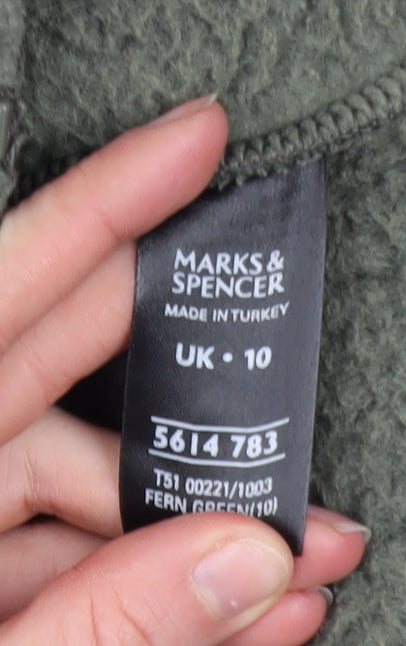 MARKS &
SPENCER
MADE IN TURKEY
UK • 10
5614 783
T51 00221/1003
FERN GREEN(10)